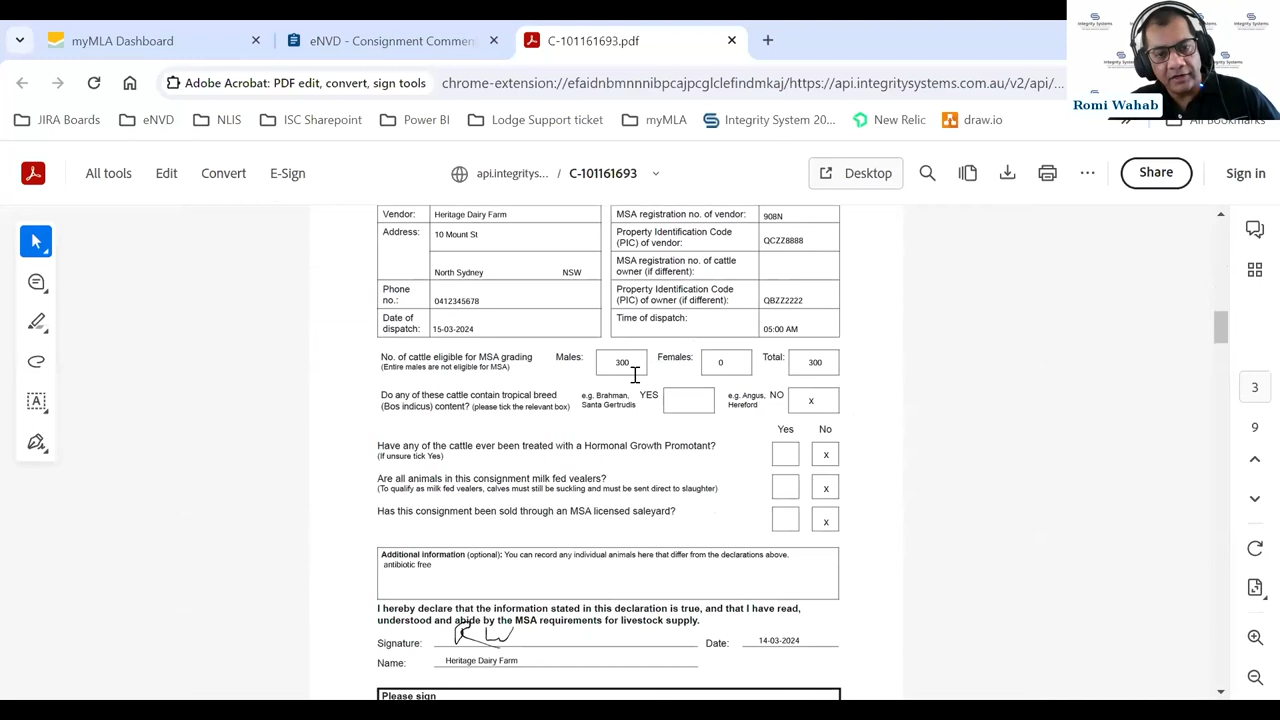 myMLA Dashboard
eNVD - Consignment Commen
C-101161693.pdf
Integrity Systems
Romi Wahab
Adobe Acrobat: PDF edit, convert, sign tools
hrome-extension://efaidnbmnnnibpcajpcglclefindmkaj/https://api.integritysystems.com.au/v2/api/...
JIRA Boards
eNVD
NLIS
ISC Sharepoint
Power BI
Lodge Support ticket
myMLA
Integrity System 20...
New Relic
draw.io
All Bookmarks
All tools
Edit
Convert
E-Sign
api.integritys...
C-101161693
Desktop
Share
Sign in
Vendor: Heritage Dairy Farm
Address: 10 Mount St
North Sydney NSW
Phone
no.: 0412345678
Date of
dispatch: 15-03-2024
MSA registration no. of vendor: 908N
Property Identification Code
(PIC) of vendor: QCZZ8888
MSA registration no. of cattle
owner (if different):
Property Identification Code
(PIC) of owner (if different): QBZZ2222
Time of dispatch: 05:00 AM
No. of cattle eligible for MSA grading Males: 300 Females: 0 Total: 300
(Entire males are not eligible for MSA)
Do any of these cattle contain tropical breed e.g. Brahman, YES e.g. Angus, NO x
(Bos indicus) content? (please tick the relevant box) Santa Gertrudis Hereford
Yes No
Have any of the cattle ever been treated with a Hormonal Growth Promotant? x
(If unsure tick Yes)
Are all animals in this consignment milk fed vealers? x
(To qualify as milk fed vealers, calves must still be suckling and must be sent direct to slaughter)
Has this consignment been sold through an MSA licensed saleyard? x
Additional information (optional): You can record any individual animals here that differ from the declarations above.
antibiotic free
I hereby declare that the information stated in this declaration is true, and that I have read,
understood and abide by the MSA requirements for livestock supply.
Signature: RW Date: 14-03-2024
Name: Heritage Dairy Farm
Please sign
3
9